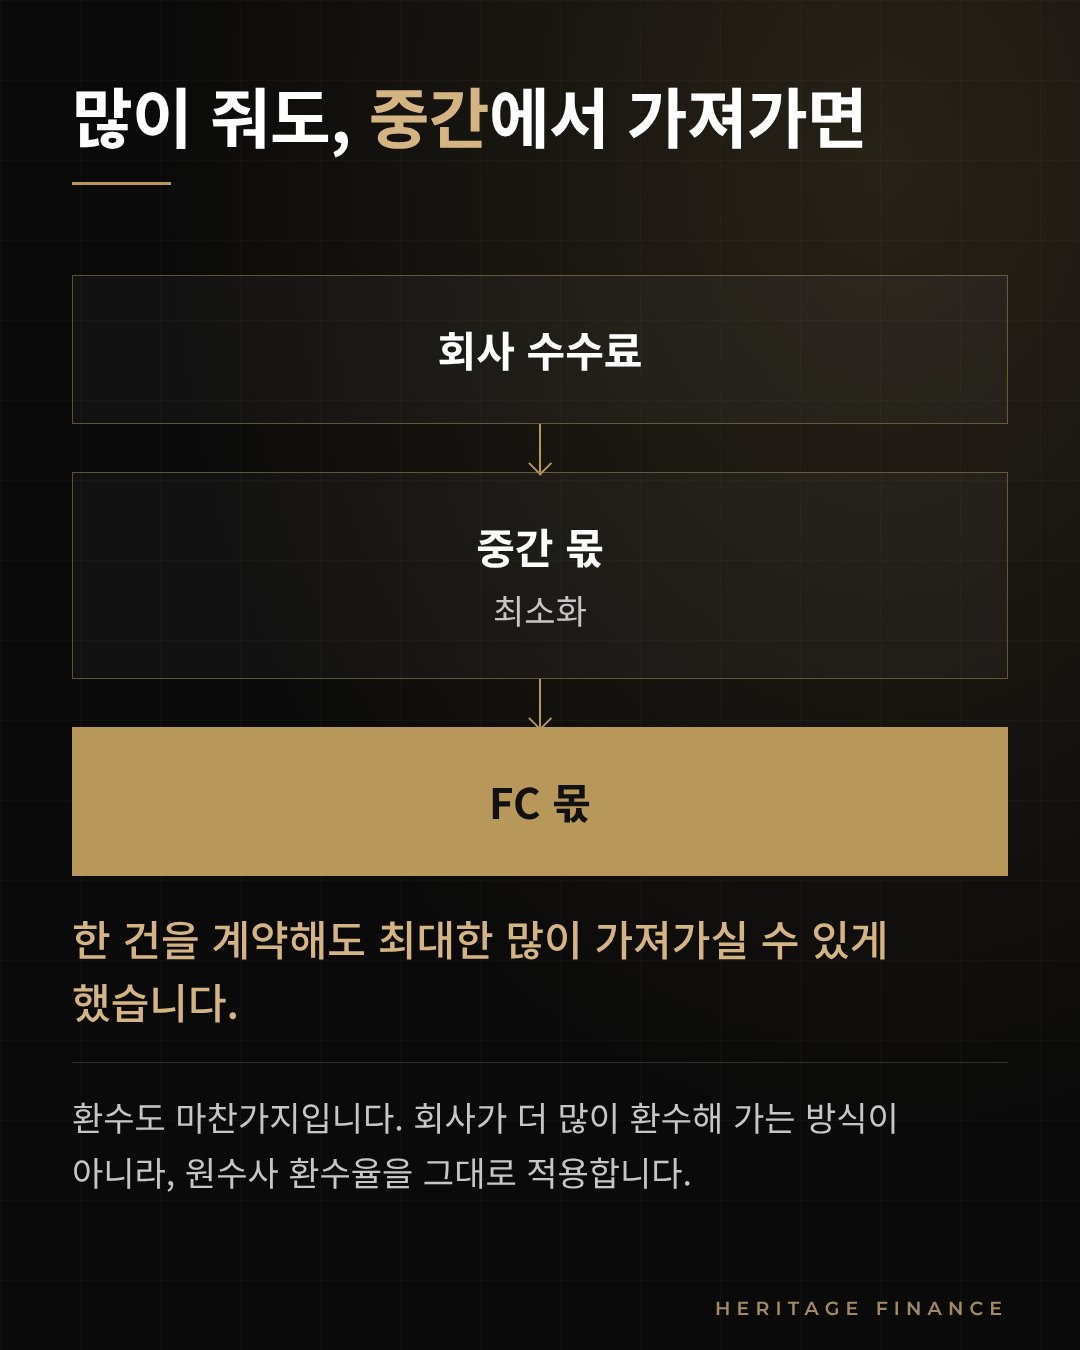 많이 줘도, 중간에서 가져가면
회사 수수료
중간 몫
최소화
FC 몫
한 건을 계약해도 최대한 많이 가져가실 수 있게
했습니다.
환수도 마찬가지입니다. 회사가 더 많이 환수해 가는 방식이
아니라, 원수사 환수율을 그대로 적용합니다.
HERITAGE FINANCE